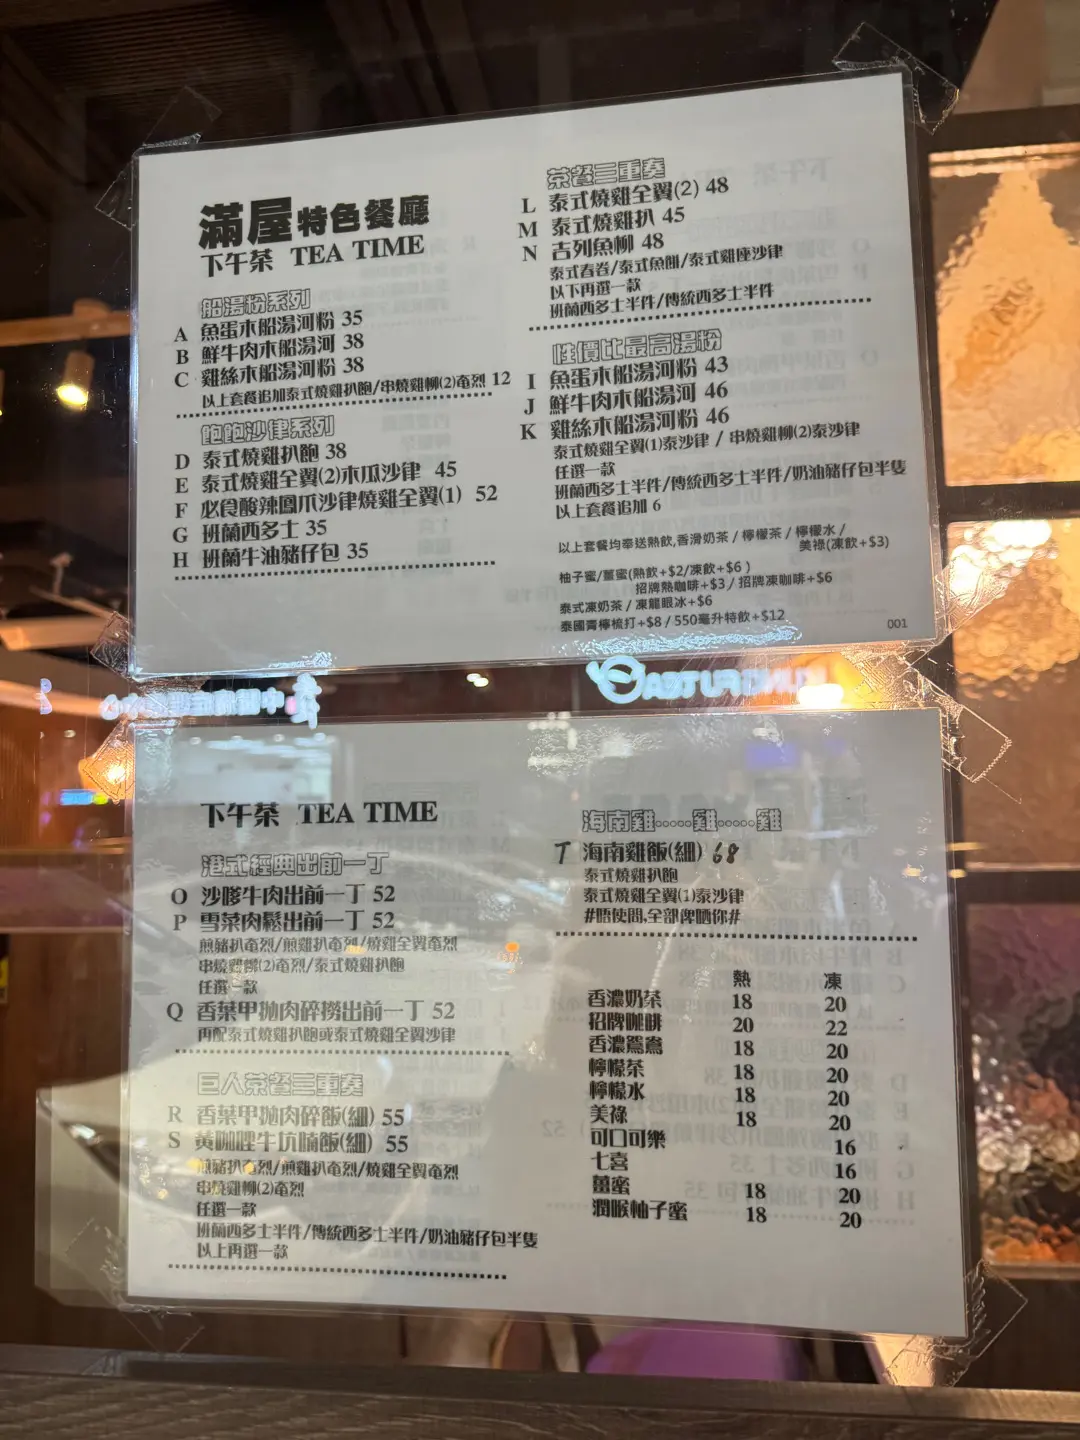 滿屋特色餐廳
下午茶 TEA TIME
船湯粉系列
A 魚蛋木船湯河粉 35
B 鮮牛肉木船湯河 38
C 雞絲木船湯河粉 38
以上套餐追加泰式燒雞扒飽/串燒雞柳(2)奄烈 12
飽飽沙律系列
D 泰式燒雞扒飽 38
E 泰式燒雞全翼(2)木瓜沙律 45
F 必食酸辣鳳爪沙律燒雞全翼(1) 52
G 班蘭西多士 35
H 班蘭牛油豬仔包 35
茶餐三重奏
L 泰式燒雞全翼(2) 48
M 泰式燒雞扒 45
N 吉列魚柳 48
泰式春卷/泰式魚餅/泰式雞座沙律
以下再選一款
班蘭西多士半件/傳統西多士半件
性價比最高湯粉
I 魚蛋木船湯河粉 43
J 鮮牛肉木船湯河 46
K 雞絲木船湯河粉 46
泰式燒雞全翼(1)泰沙律 / 串燒雞柳(2)泰沙律
任選一款
班蘭西多士半件/傳統西多士半件/奶油豬仔包半隻
以上套餐追加 6
以上套餐均奉送熱飲,香滑奶茶 / 檸檬茶 / 檸檬水 /
美祿(凍飲+$3)
柚子蜜/薑蜜(熱飲+$2/凍飲+$6 )
招牌熱咖啡+$3 / 招牌凍咖啡+$6
泰式凍奶茶 / 凍龍眼冰+$6
泰國青檸梳打+$8 / 550毫升特飲+$12
001
下午茶 TEA TIME
港式經典出前一丁
O 沙嗲牛肉出前一丁 52
P 雪菜肉鬆出前一丁 52
煎豬扒奄烈/煎雞扒奄烈/燒雞全翼奄烈
串燒雞柳(2)奄烈/泰式燒雞扒飽
任選一款
Q 香葉甲拋肉碎撈出前一丁 52
再配泰式燒雞扒飽或泰式燒雞全翼沙律
巨人茶餐三重奏
R 香葉甲拋肉碎飯(細) 55
S 黄咖喱牛坑腩飯(細) 55
煎豬扒奄烈/煎雞扒奄烈/燒雞全翼奄烈
串燒雞柳(2)奄烈
任選一款
班蘭西多士半件/傳統西多士半件/奶油豬仔包半隻
以上再選一款
海南雞·····雞·····雞
T 海南雞飯(細) 68
泰式燒雞扒飽
泰式燒雞全翼(1)泰沙律
#唔使問,全部俾晒你#
熱 凍
香濃奶茶 18 20
招牌咖啡 20 22
香濃鴛鴦 18 20
檸檬茶 18 20
檸檬水 18 20
美祿 18 20
可口可樂 16
七喜 16
薑蜜 18 20
潤喉柚子蜜 18 20